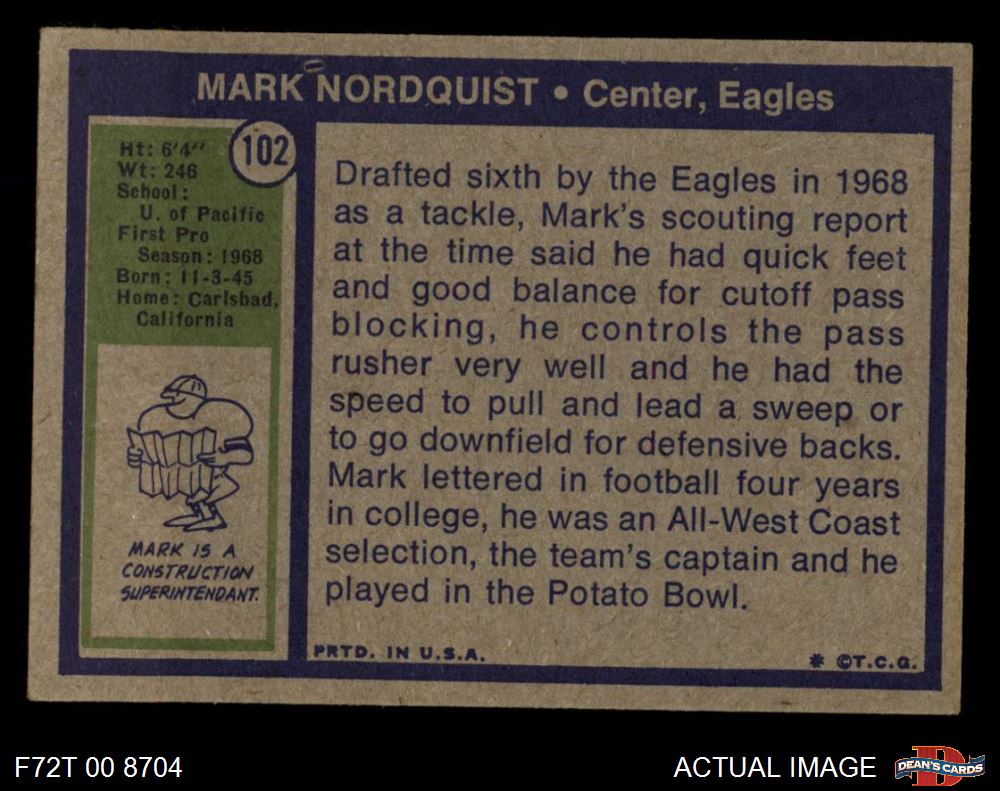 MARK NORDQUIST • Center, Eagles
102
Ht: 6'4"
Wt: 246
School:
U. of Pacific
First Pro
Season: 1968
Born: 11-3-45
Home: Carlsbad,
California
MARK IS A
CONSTRUCTION
SUPERINTENDANT.
Drafted sixth by the Eagles in 1968
as a tackle, Mark's scouting report
at the time said he had quick feet
and good balance for cutoff pass
blocking, he controls the pass
rusher very well and he had the
speed to pull and lead a sweep or
to go downfield for defensive backs.
Mark lettered in football four years
in college, he was an All-West Coast
selection, the team's captain and he
played in the Potato Bowl.
PRTD. IN U.S.A.
* ©T.C.G.
F72T 00 8704
ACTUAL IMAGE
D
DEAN'S CARDS